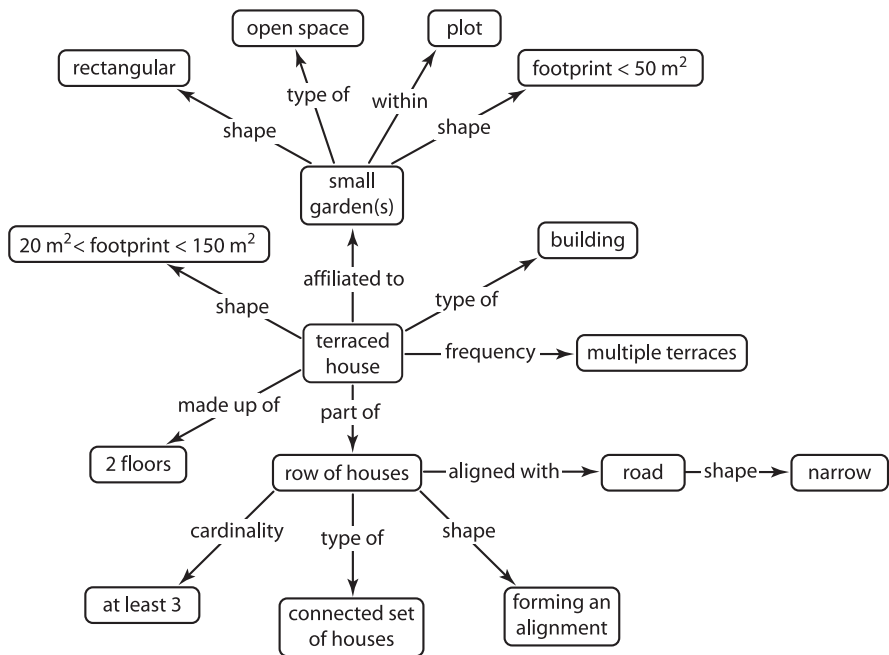 open space
plot
rectangular
footprint < 50 m²
type of
within
shape
shape
small
garden(s)
20 m² < footprint < 150 m²
building
affiliated to
type of
shape
terraced
house
frequency
multiple terraces
made up of
part of
2 floors
row of houses
aligned with
road
shape
narrow
cardinality
type of
shape
at least 3
connected set
of houses
forming an
alignment